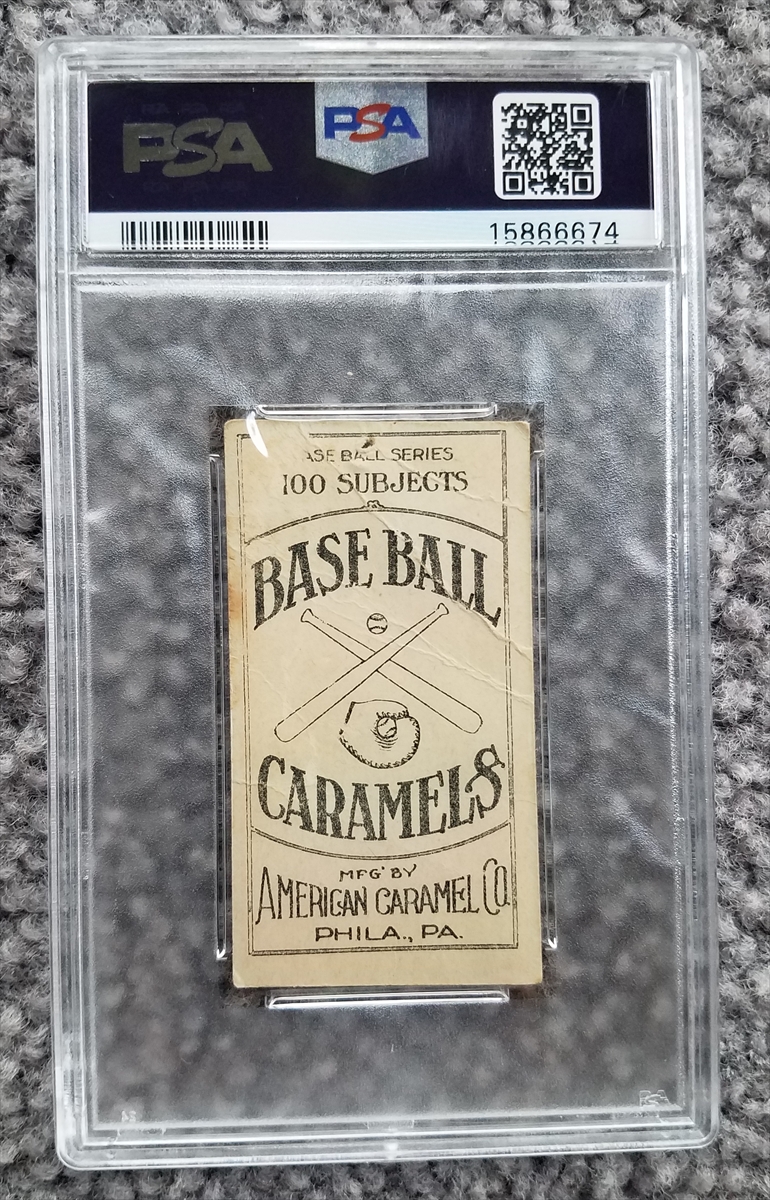 PSA
PSA
15866674
ASE BALL SERIES
100 SUBJECTS
BASE BALL
CARAMELS
MFG' BY
AMERICAN CARAMEL CO.
PHILA., PA.